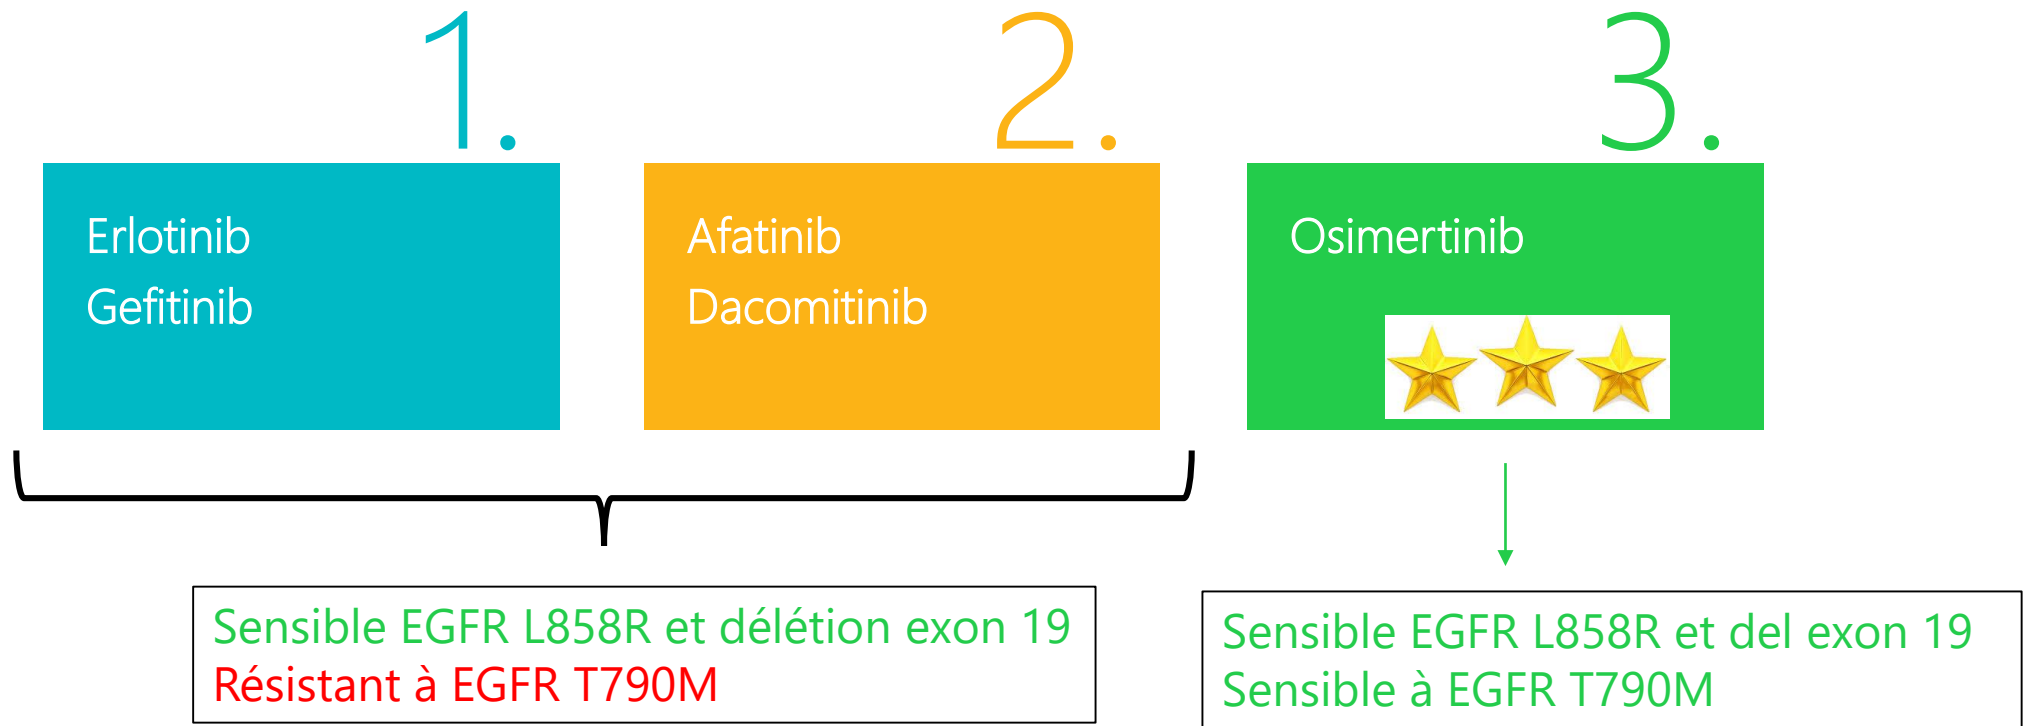 1.
Erlotinib
Gefitinib
2.
Afatinib
Dacomitinib
3.
Osimertinib
Sensible EGFR L858R et délétion exon 19
Résistant à EGFR T790M
Sensible EGFR L858R et del exon 19
Sensible à EGFR T790M